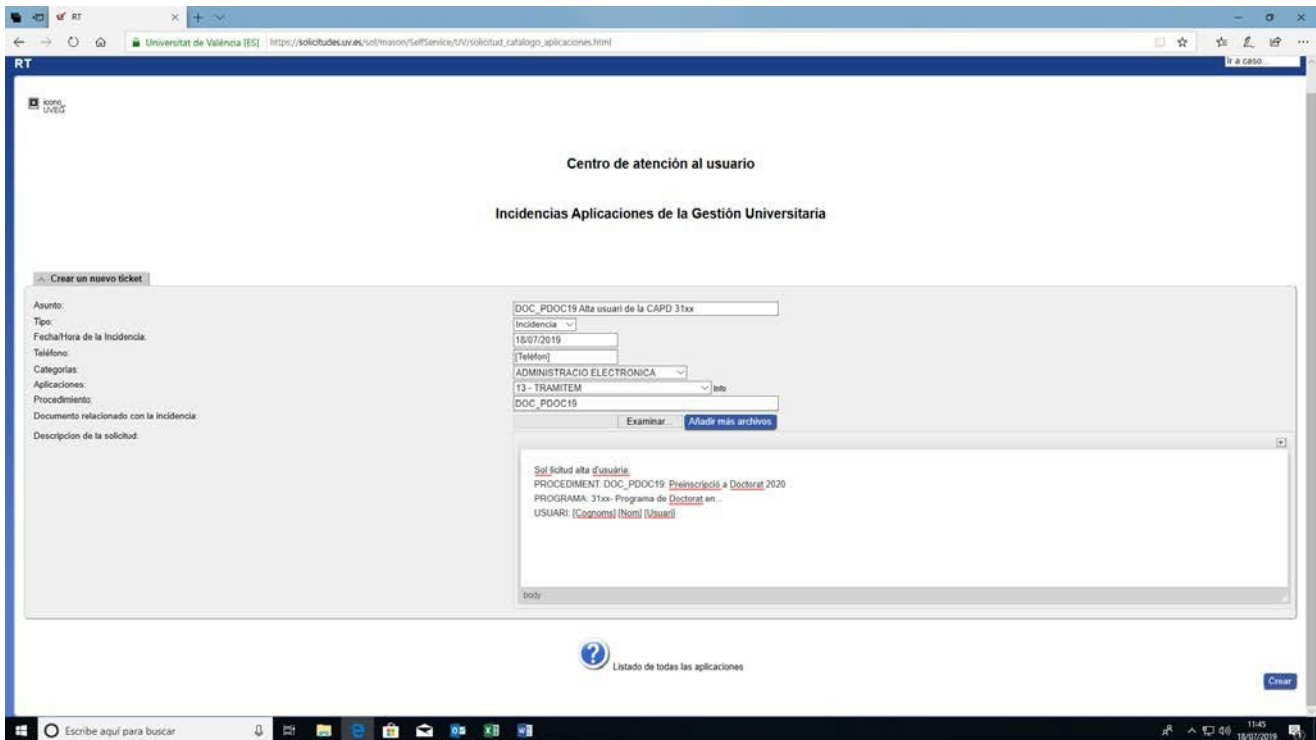 RT
Universitat de València [ES]
https://solicitudes.uv.es/sol/mason/SelfService/UV/solicitud_catalogo_aplicaciones.html
RT
Ir a caso...
icono_UVEG
Centro de atención al usuario
Incidencias Aplicaciones de la Gestión Universitaria
Crear un nuevo ticket
Asunto: DOC_PDOC19 Alta usuari de la CAPD 31xx
Tipo: Incidencia
Fecha/Hora de la Incidencia: 18/07/2019
Teléfono: [Telèfon]
Categorias: ADMINISTRACIO ELECTRONICA
Aplicaciones: 13 - TRAMITEM Info
Procedimiento: DOC_PDOC19
Documento relacionado con la incidencia: Examinar... Añadir más archivos
Descripcion de la solicitud:
Sol·licitud alta d'usuària:
PROCEDIMENT: DOC_PDOC19: Preinscripció a Doctorat 2020
PROGRAMA: 31xx- Programa de Doctorat en...
USUARI: [Cognoms] [Nom] [Usuari]
body
Listado de todas las aplicaciones
Crear
Escribe aquí para buscar
11:45
18/07/2019